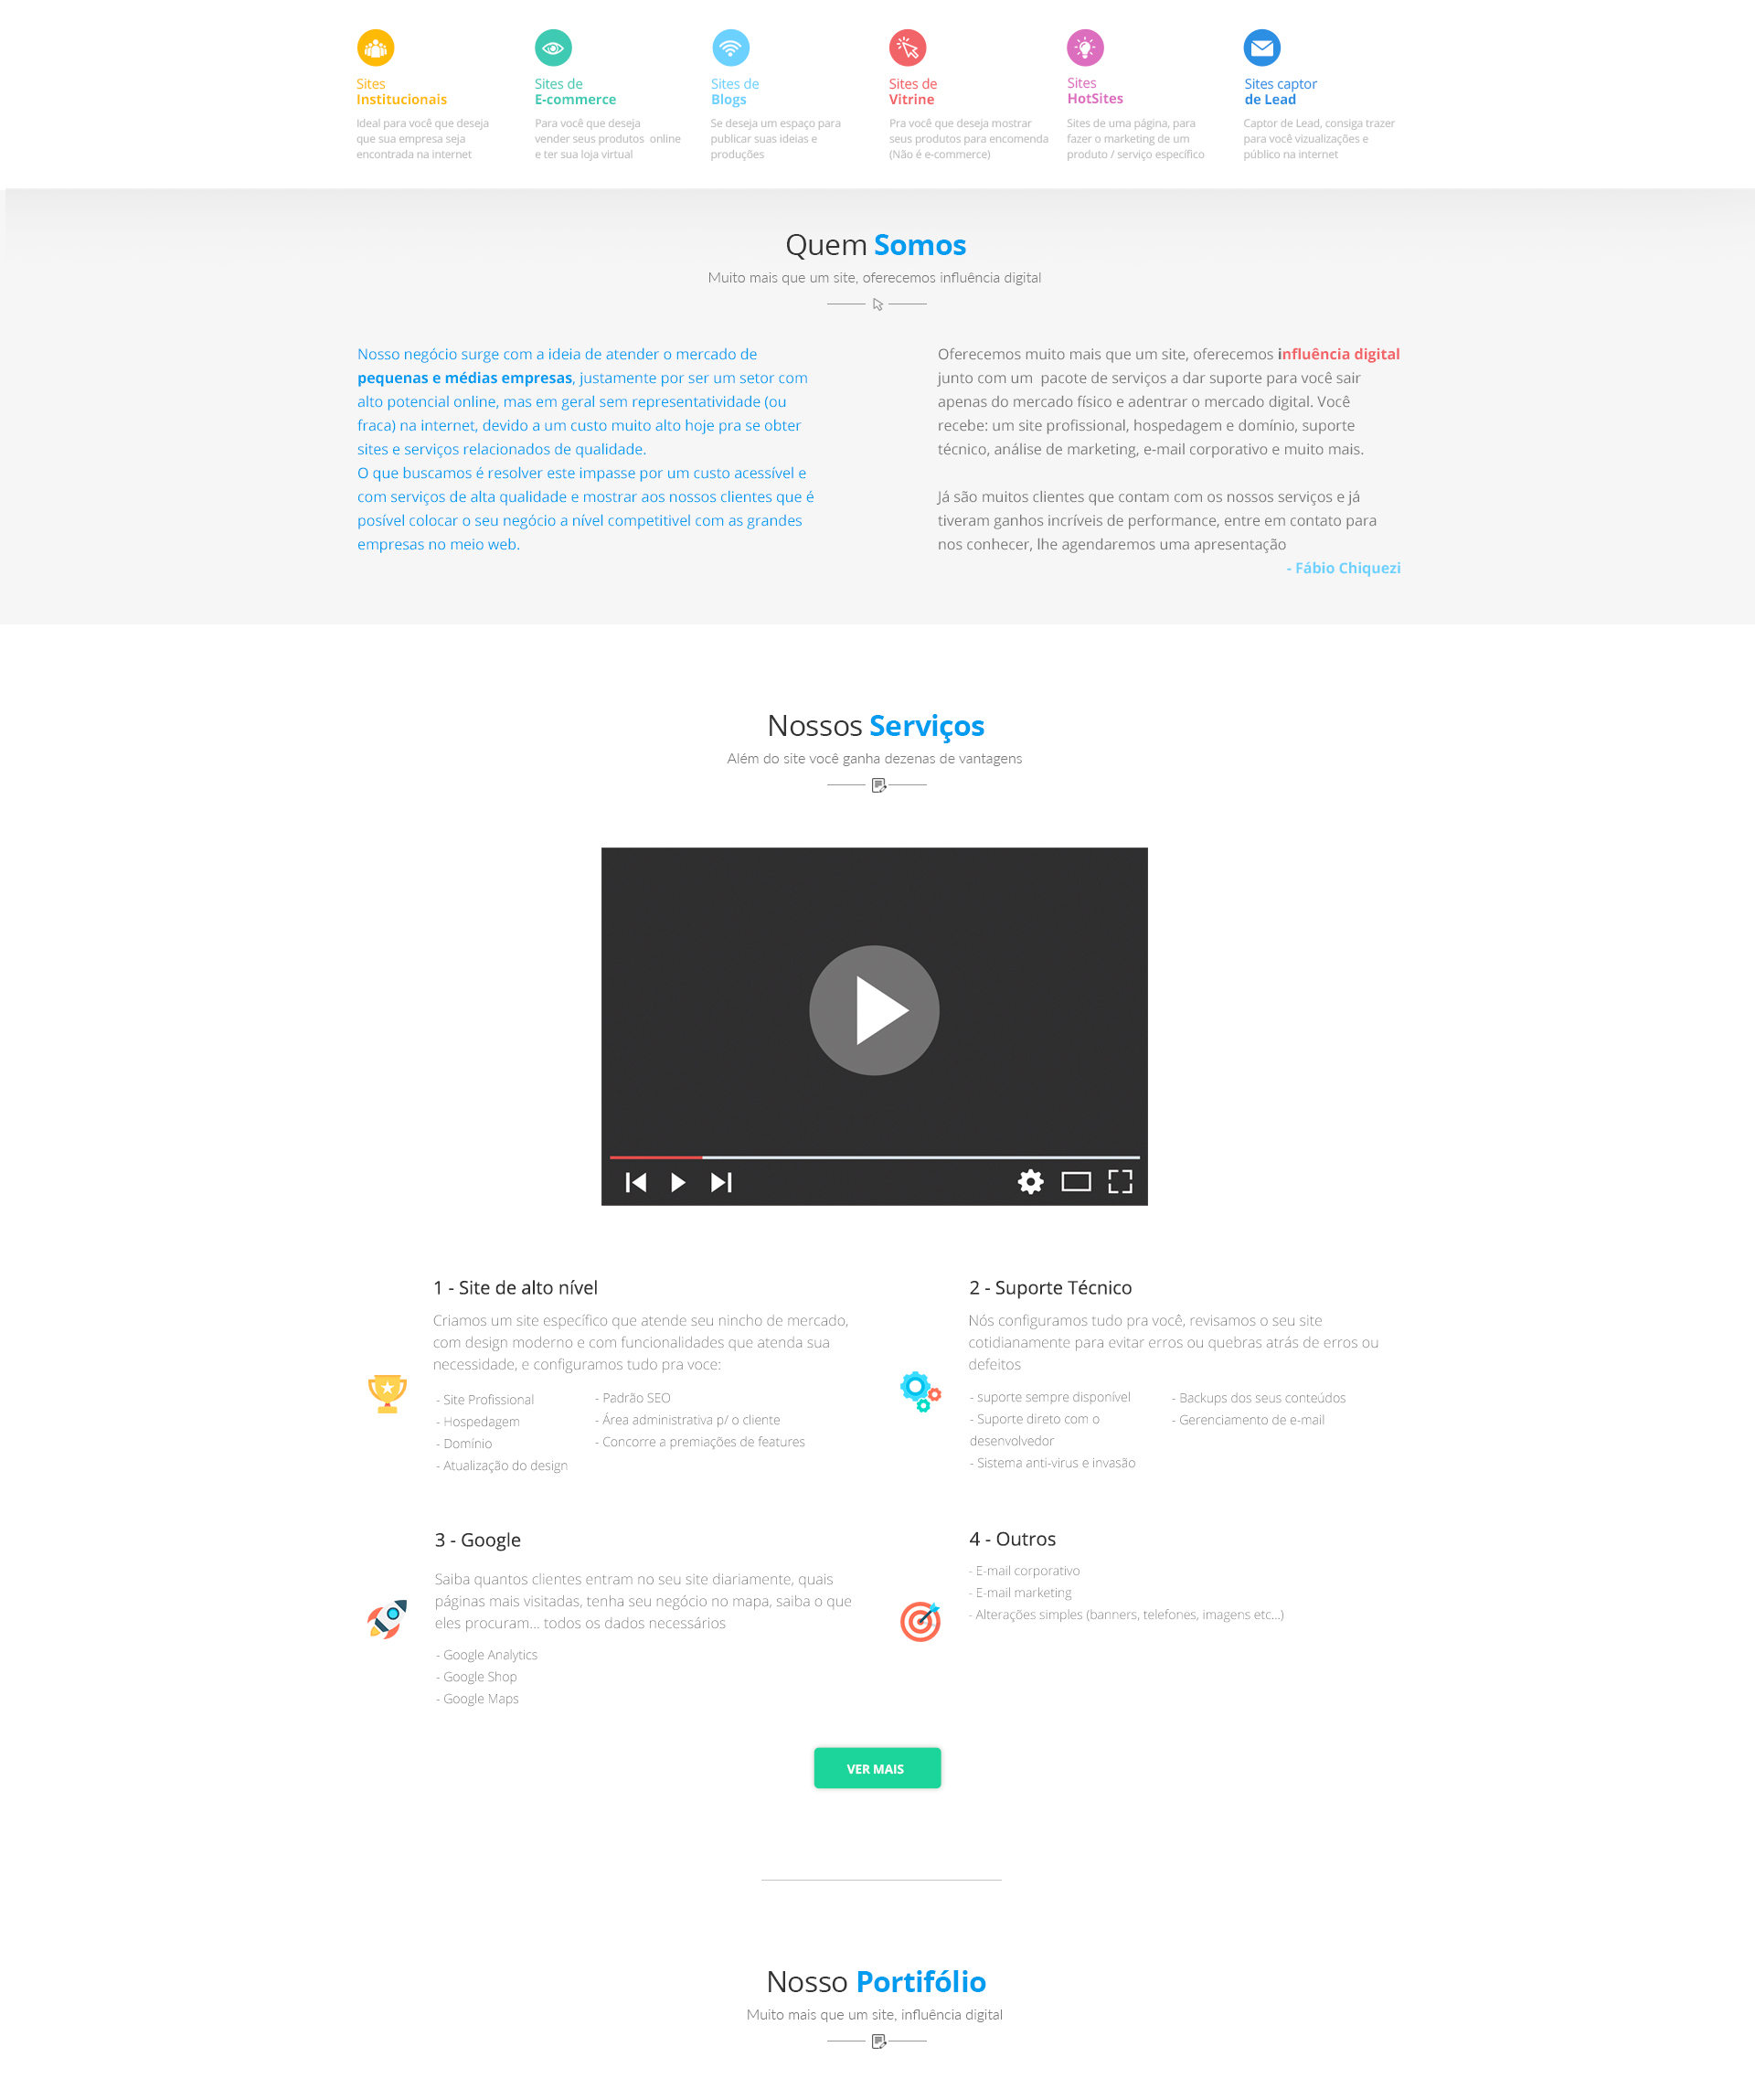 Sites
Institucionais
Ideal para você que deseja
que sua empresa seja
encontrada na internet
Sites de
E-commerce
Para você que deseja
vender seus produtos  online
e ter sua loja virtual
Sites de
Blogs
Se deseja um espaço para
publicar suas ideias e
produções
Sites de
Vitrine
Pra você que deseja mostrar
seus produtos para encomenda
(Não é e-commerce)
Sites
HotSites
Sites de uma página, para
fazer o marketing de um
produto / serviço específico
Sites captor
de Lead
Captor de Lead, consiga trazer
para você vizualizações e
público na internet
Quem Somos
Muito mais que um site, oferecemos influência digital
Nosso negócio surge com a ideia de atender o mercado de
pequenas e médias empresas, justamente por ser um setor com
alto potencial online, mas em geral sem representatividade (ou
fraca) na internet, devido a um custo muito alto hoje pra se obter
sites e serviços relacionados de qualidade.
O que buscamos é resolver este impasse por um custo acessível e
com serviços de alta qualidade e mostrar aos nossos clientes que é
posível colocar o seu negócio a nível competitivel com as grandes
empresas no meio web.
Oferecemos muito mais que um site, oferecemos influência digital
junto com um  pacote de serviços a dar suporte para você sair
apenas do mercado físico e adentrar o mercado digital. Você
recebe: um site profissional, hospedagem e domínio, suporte
técnico, análise de marketing, e-mail corporativo e muito mais.
Já são muitos clientes que contam com os nossos serviços e já
tiveram ganhos incríveis de performance, entre em contato para
nos conhecer, lhe agendaremos uma apresentação
- Fábio Chiquezi
Nossos Serviços
Além do site você ganha dezenas de vantagens
1 - Site de alto nível
Criamos um site específico que atende seu nincho de mercado,
com design moderno e com funcionalidades que atenda sua
necessidade, e configuramos tudo pra voce:
- Site Profissional
- Hospedagem
- Domínio
- Atualização do design
- Padrão SEO
- Área administrativa p/ o cliente
- Concorre a premiações de features
2 - Suporte Técnico
Nós configuramos tudo pra você, revisamos o seu site
cotidianamente para evitar erros ou quebras atrás de erros ou
defeitos
- suporte sempre disponível
- Suporte direto com o
desenvolvedor
- Sistema anti-virus e invasão
- Backups dos seus conteúdos
- Gerenciamento de e-mail
3 - Google
Saiba quantos clientes entram no seu site diariamente, quais
páginas mais visitadas, tenha seu negócio no mapa, saiba o que
eles procuram... todos os dados necessários
- Google Analytics
- Google Shop
- Google Maps
4 - Outros
- E-mail corporativo
- E-mail marketing
- Alterações simples (banners, telefones, imagens etc...)
VER MAIS
Nosso Portifólio
Muito mais que um site, influência digital